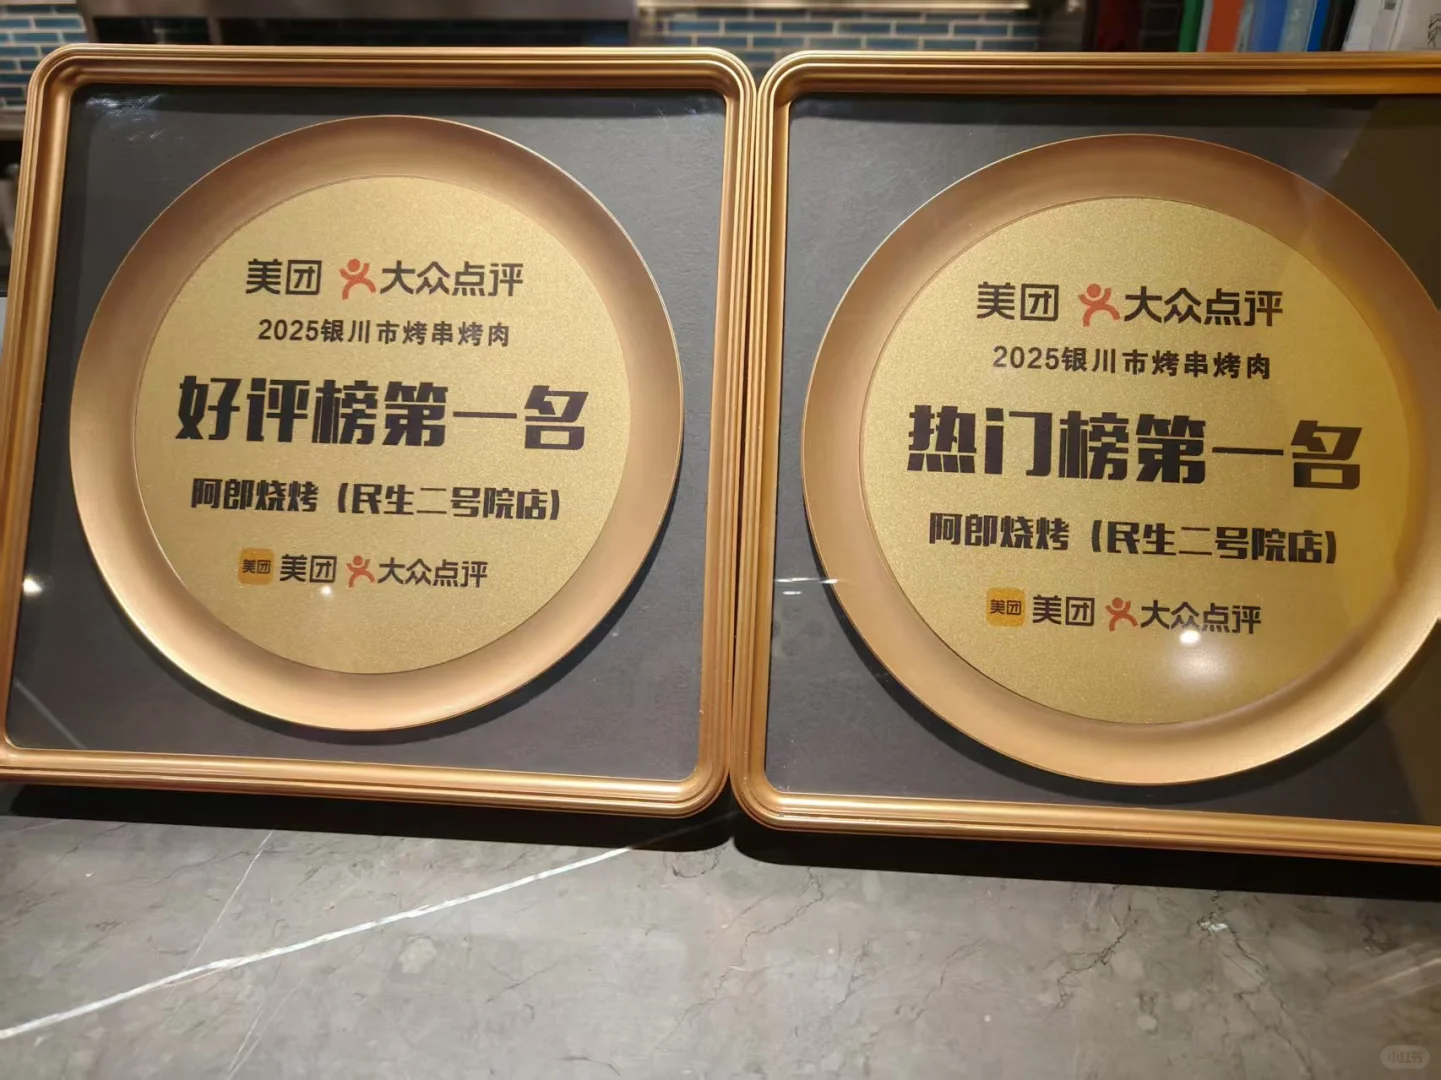 美团 大众点评
2025银川市烤串烤肉
好评榜第一名
阿郎烧烤（民生二号院店）
美团 美团 大众点评
美团 大众点评
2025银川市烤串烤肉
热门榜第一名
阿郎烧烤（民生二号院店）
美团 美团 大众点评
小红书